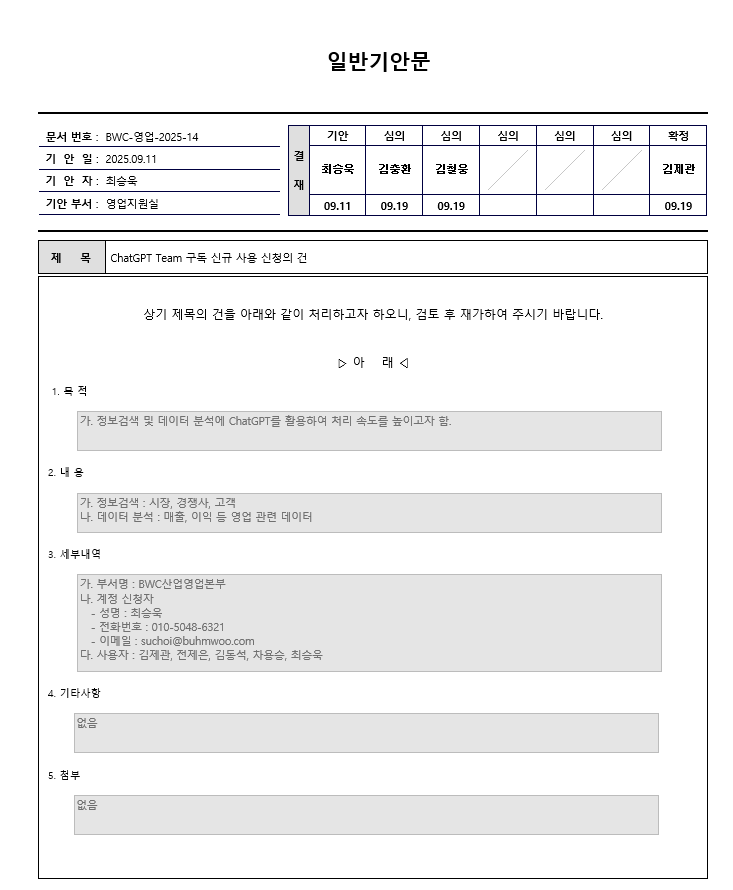 일반기안문
문서 번호 : BWC-영업-2025-14
기 안 일 : 2025.09.11
기 안 자 : 최승욱
기안 부서 : 영업지원실
결재
기안 심의 심의 심의 심의 심의 확정
최승욱 김충환 김철웅 김제관
09.11 09.19 09.19 09.19
제 목 ChatGPT Team 구독 신규 사용 신청의 건
상기 제목의 건을 아래와 같이 처리하고자 하오니, 검토 후 재가하여 주시기 바랍니다.
▷ 아 래 ◁
1. 목 적
가. 정보검색 및 데이터 분석에 ChatGPT를 활용하여 처리 속도를 높이고자 함.
2. 내 용
가. 정보검색 : 시장, 경쟁사, 고객
나. 데이터 분석 : 매출, 이익 등 영업 관련 데이터
3. 세부내역
가. 부서명 : BWC산업영업본부
나. 계정 신청자
- 성명 : 최승욱
- 전화번호 : 010-5048-6321
- 이메일 : suchoi@buhmwoo.com
다. 사용자 : 김제관, 전제은, 김동석, 차용승, 최승욱
4. 기타사항
없음
5. 첨부
없음